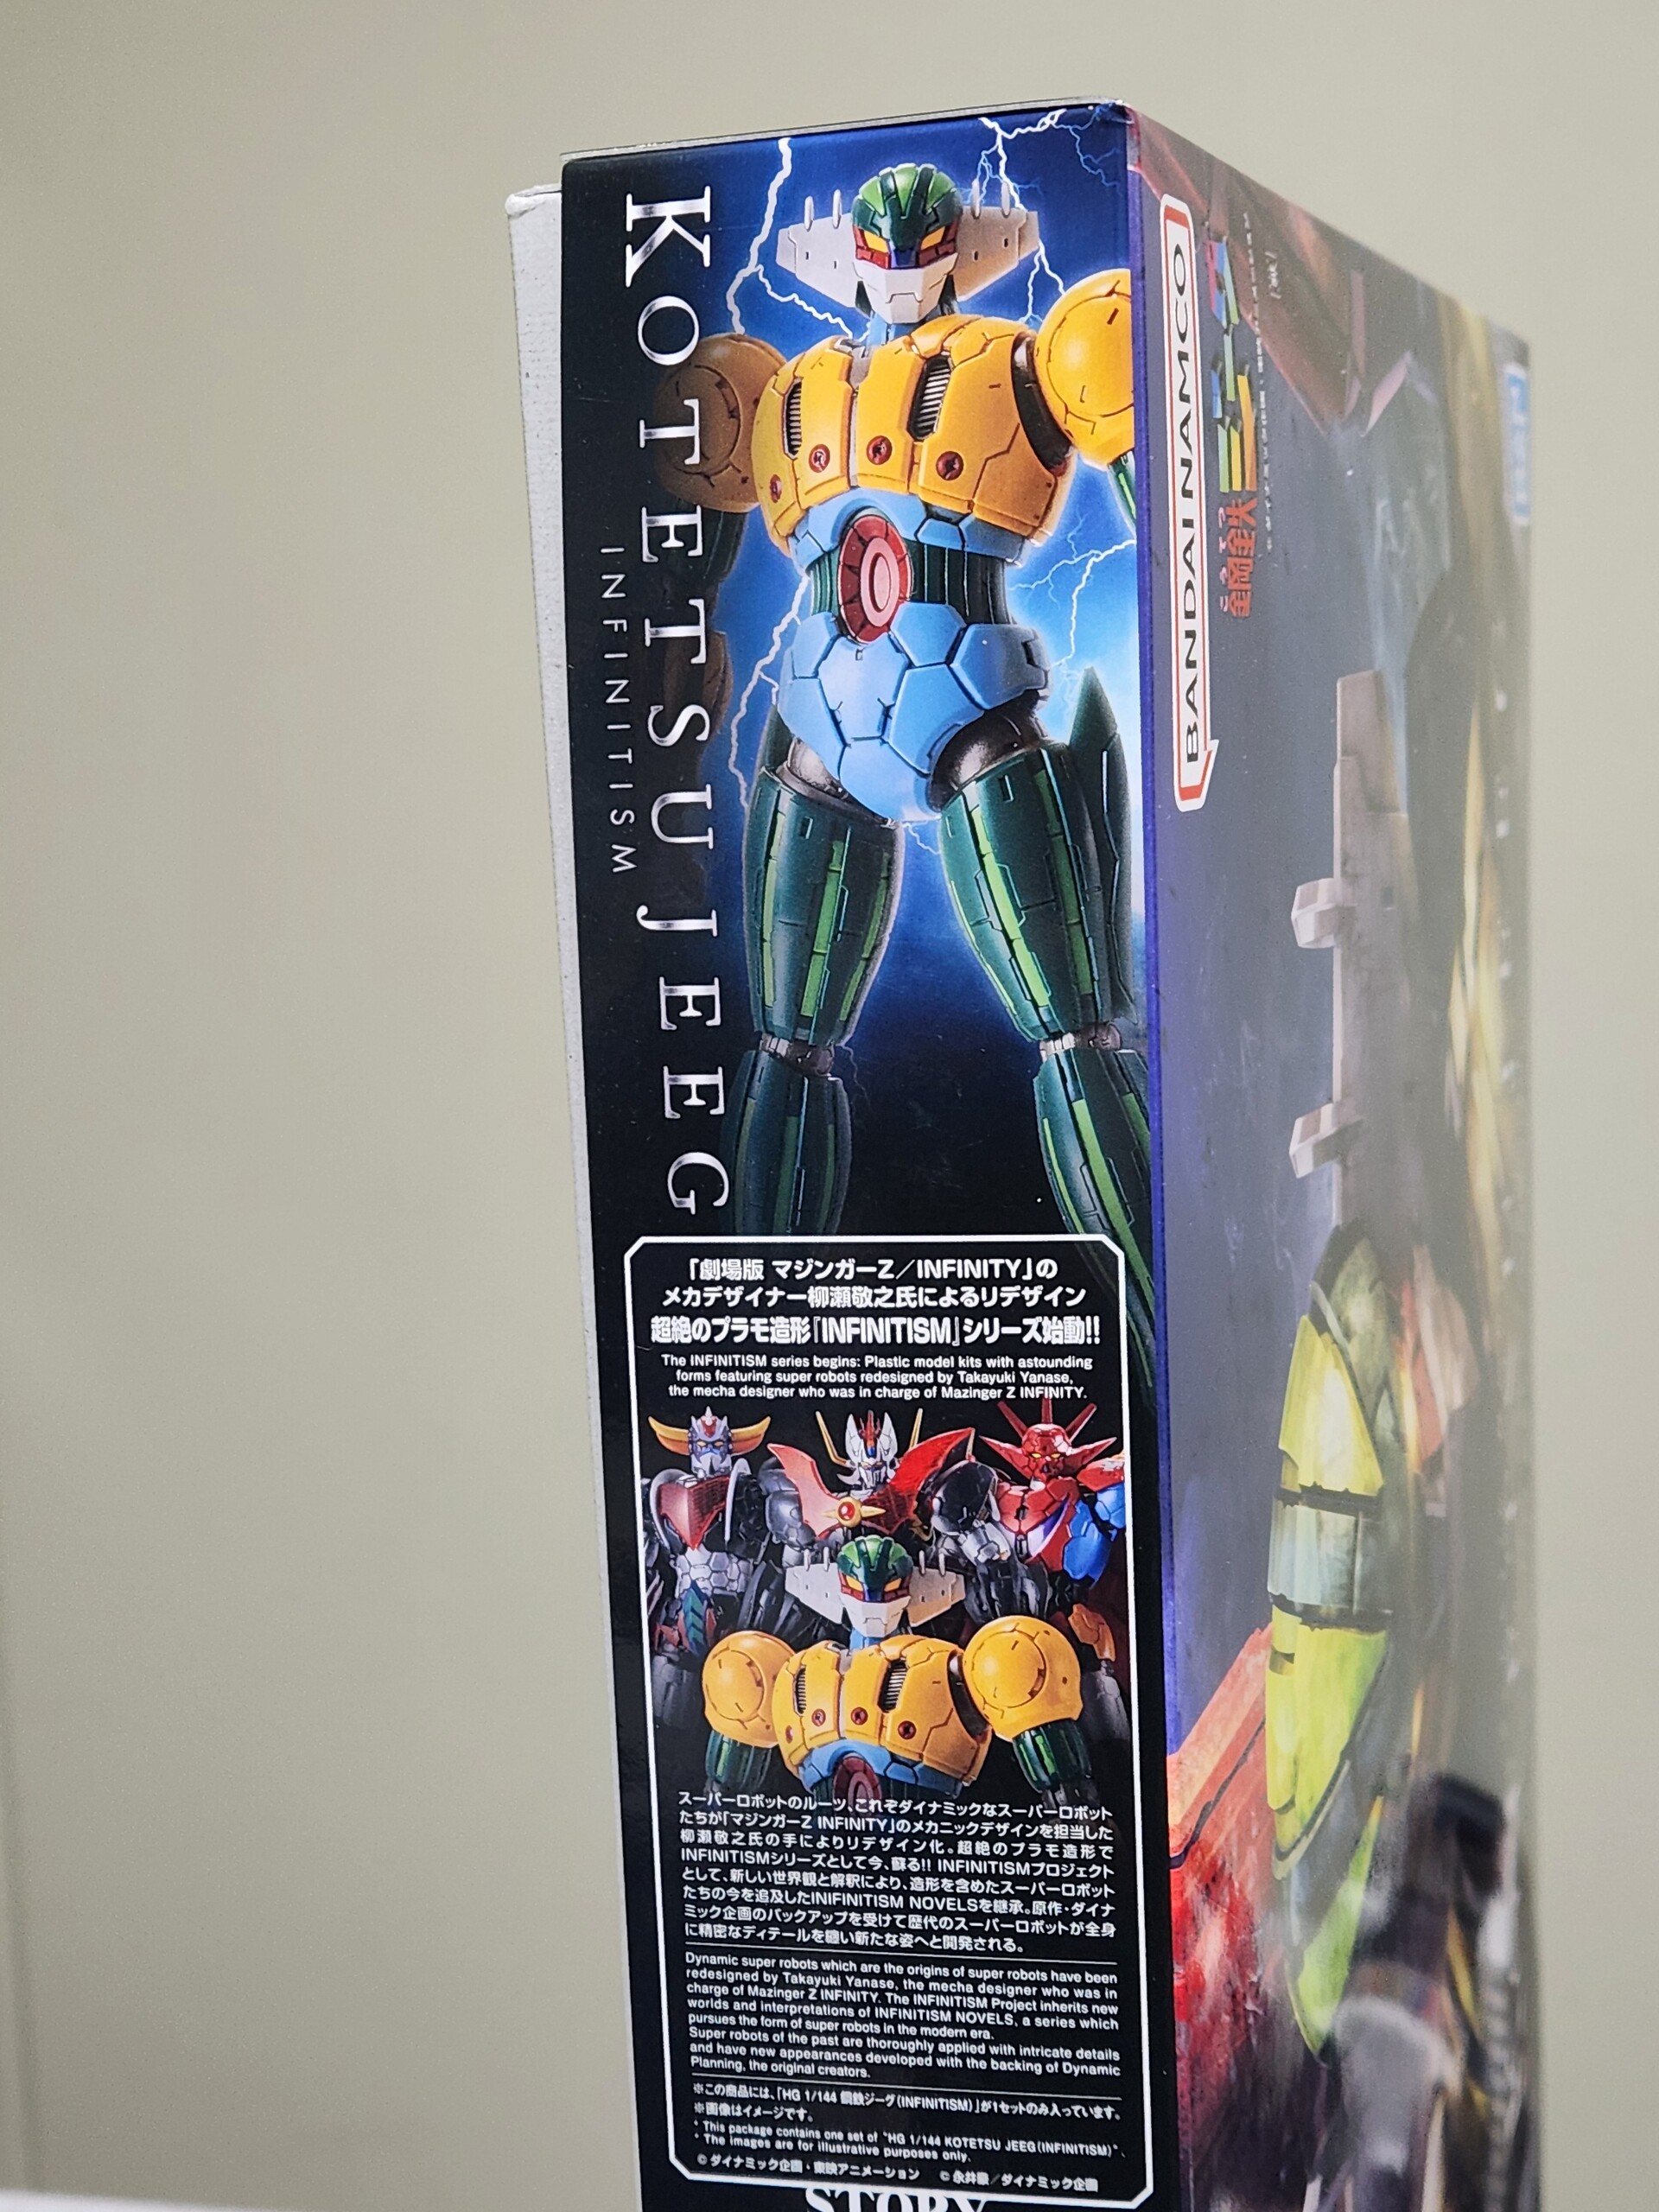 KOTETSU JEEG
INFINITISM
BANDAI NAMCO
鋼鉄ジーグ
「劇場版 マジンガーZ／INFINITY」の
メカデザイナー柳瀬敬之氏によるリデザイン
超絶のプラモ造形『INFINITISM』シリーズ始動!!
The INFINITISM series begins: Plastic model kits with astounding
forms featuring super robots redesigned by Takayuki Yanase,
the mecha designer who was in charge of Mazinger Z INFINITY.
スーパーロボットのルーツ、これぞダイナミックなスーパーロボット
たちが「マジンガーZ INFINITY」のメカニックデザインを担当した
柳瀬敬之氏の手によりリデザイン化。超絶のプラモ造形で
INFINITISMシリーズとして今、蘇る!! INFINITISMプロジェクト
として、新しい世界観と解釈により、造形を含めたスーパーロボット
たちの今を追及したINIFINITISM NOVELSを継承。原作・ダイナ
ミック企画のバックアップを受けて歴代のスーパーロボットが全身
に精密なディテールを纏い新たな姿へと開発される。
Dynamic super robots which are the origins of super robots have been
redesigned by Takayuki Yanase, the mecha designer who was in
charge of Mazinger Z INFINITY. The INFINITISM Project inherits new
worlds and interpretations of INFINITISM NOVELS, a series which
pursues the form of super robots in the modern era.
Super robots of the past are thoroughly applied with intricate details
and have new appearances developed with the backing of Dynamic
Planning, the original creators.
※この商品には、「HG 1/144 鋼鉄ジーグ(INFINITISM)」が1セットのみ入っています。
※画像はイメージです。
* This package contains one set of "HG 1/144 KOTETSU JEEG(INFINITISM)".
* The images are for illustrative purposes only.
©ダイナミック企画・東映アニメーション ©永井豪／ダイナミック企画
STORY